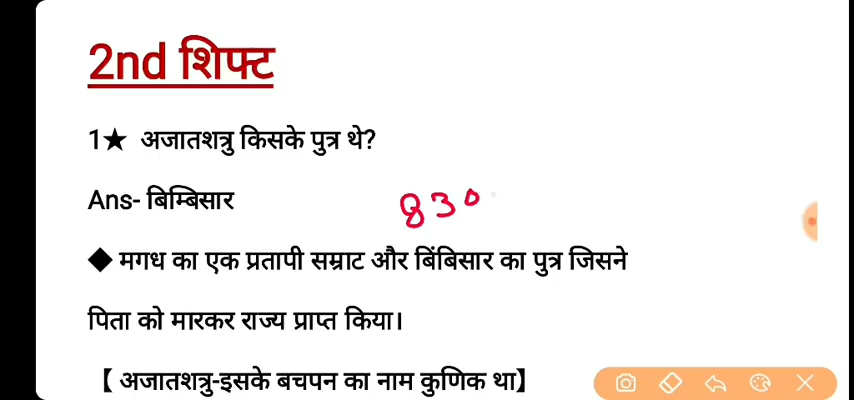 2nd शिफ्ट
1★ अजातशत्रु किसके पुत्र थे?
Ans- बिम्बिसार
830
◆ मगध का एक प्रतापी सम्राट और बिंबिसार का पुत्र जिसने
पिता को मारकर राज्य प्राप्त किया।
【 अजातशत्रु-इसके बचपन का नाम कुणिक था】